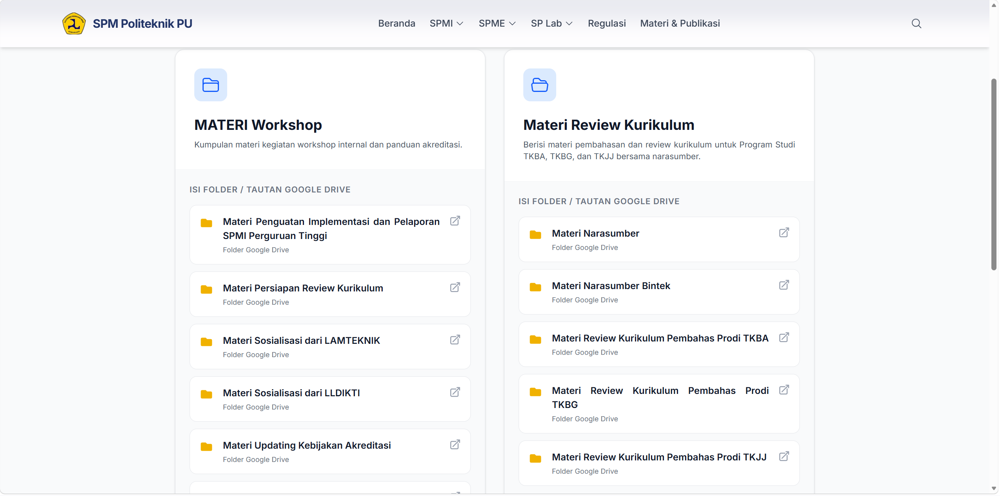 SPM Politeknik PU
Beranda
SPMI
SPME
SP Lab
Regulasi
Materi & Publikasi
MATERI Workshop
Kumpulan materi kegiatan workshop internal dan panduan akreditasi.
ISI FOLDER / TAUTAN GOOGLE DRIVE
Materi Penguatan Implementasi dan Pelaporan
SPMI Perguruan Tinggi
Folder Google Drive
Materi Persiapan Review Kurikulum
Folder Google Drive
Materi Sosialisasi dari LAMTEKNIK
Folder Google Drive
Materi Sosialisasi dari LLDIKTI
Folder Google Drive
Materi Updating Kebijakan Akreditasi
Folder Google Drive
Materi Review Kurikulum
Berisi materi pembahasan dan review kurikulum untuk Program Studi
TKBA, TKBG, dan TKJJ bersama narasumber.
ISI FOLDER / TAUTAN GOOGLE DRIVE
Materi Narasumber
Folder Google Drive
Materi Narasumber Bintek
Folder Google Drive
Materi Review Kurikulum Pembahas Prodi TKBA
Folder Google Drive
Materi Review Kurikulum Pembahas Prodi
TKBG
Folder Google Drive
Materi Review Kurikulum Pembahas Prodi TKJJ
Folder Google Drive